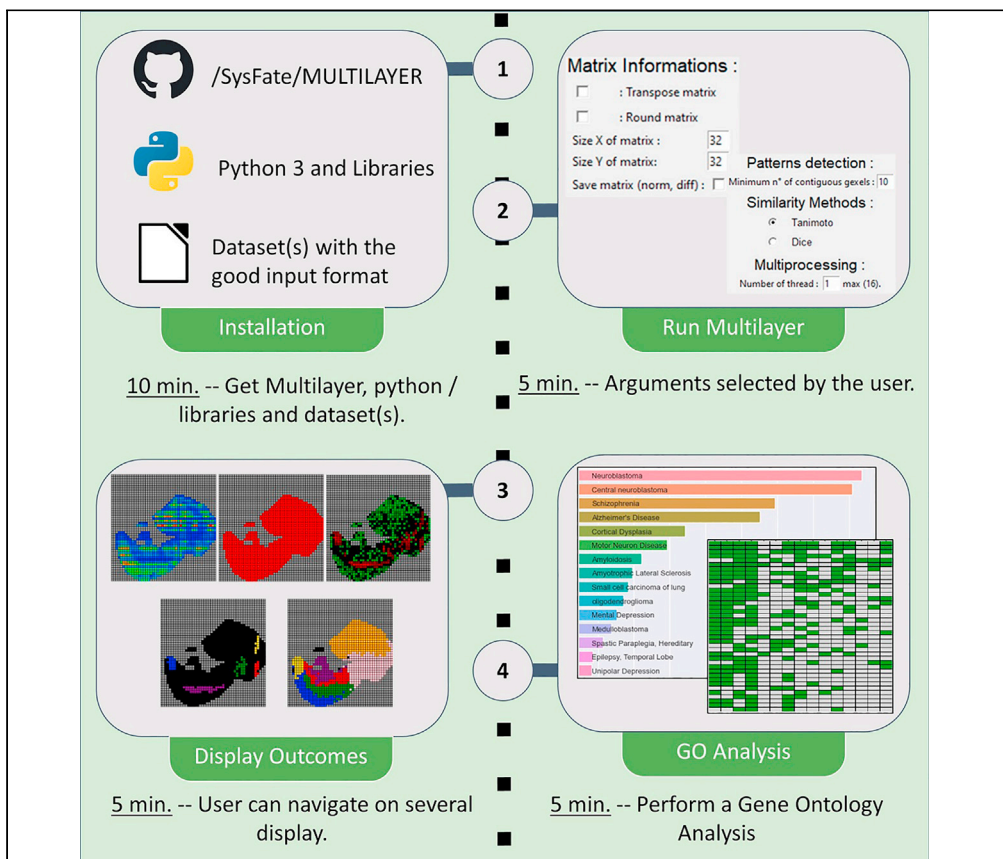 /SysFate/MULTILAYER
Python 3 and Libraries
Dataset(s) with the
good input format
Installation
10 min. -- Get Multilayer, python /
libraries and dataset(s).
1
Matrix Informations :
: Transpose matrix
: Round matrix
Size X of matrix : 32
Size Y of matrix: 32
Save matrix (norm, diff) :
Patterns detection :
Minimum n° of contiguous gexels : 10
Similarity Methods :
Tanimoto
Dice
Multiprocessing :
Number of thread : 1 max (16).
2
Run Multilayer
5 min. -- Arguments selected by the user.
3
Display Outcomes
5 min. -- User can navigate on several
display.
4
Neuroblastoma
Central neuroblastoma
Schizophrenia
Alzheimer's Disease
Cortical Dysplasia
Motor Neuron Disease
Amyloidosis
Amyotrophic Lateral Sclerosis
Small cell carcinoma of lung
oligodendroglioma
Mental Depression
Medulloblastoma
Spastic Paraplegia, Hereditary
Epilepsy, Temporal Lobe
Unipolar Depression
GO Analysis
5 min. -- Perform a Gene Ontology
Analysis